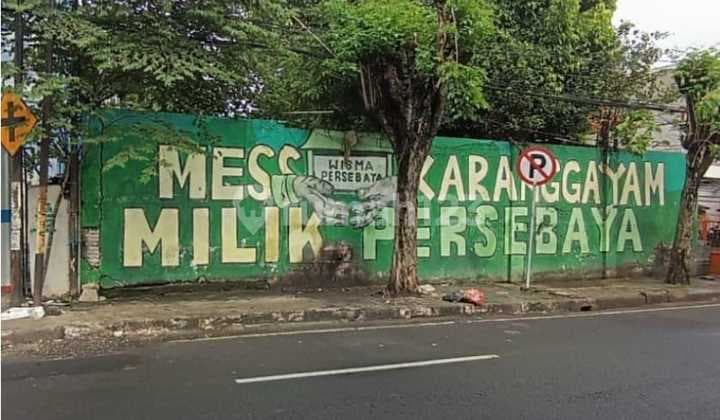 MESS KARANGGAYAM
WISMA
PERSEBAYA
MILIK PERSEBAYA
P